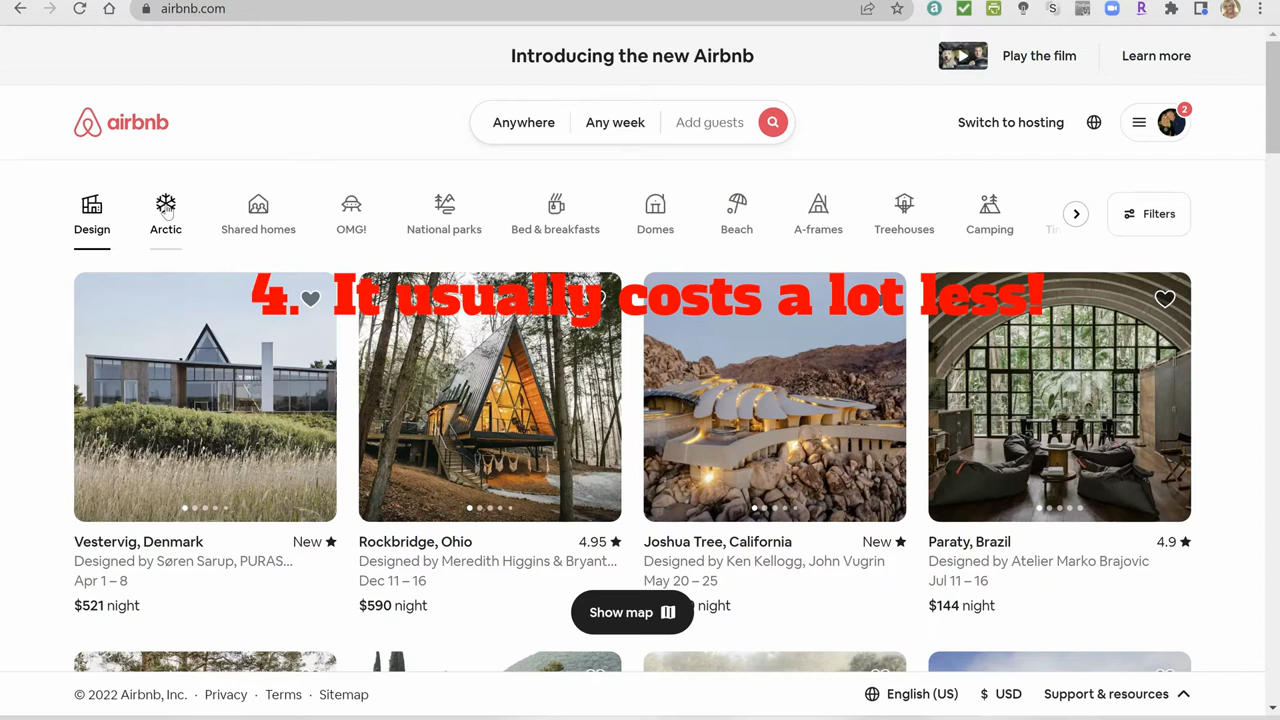 airbnb.com
Introducing the new Airbnb
Play the film
Learn more
airbnb
Anywhere
Any week
Add guests
Switch to hosting
2
Design
Arctic
Shared homes
OMG!
National parks
Bed & breakfasts
Domes
Beach
A-frames
Treehouses
Camping
Filters
4. It usually costs a lot less!
Vestervig, Denmark
New ★
Designed by Søren Sarup, PURAS...
Apr 1 – 8
$521 night
Rockbridge, Ohio
4.95 ★
Designed by Meredith Higgins & Bryant...
Dec 11 – 16
$590 night
Joshua Tree, California
New ★
Designed by Ken Kellogg, John Vugrin
May 20 – 25
night
Paraty, Brazil
4.9 ★
Designed by Atelier Marko Brajovic
Jul 11 – 16
$144 night
Show map
© 2022 Airbnb, Inc. · Privacy · Terms · Sitemap
English (US)
$ USD
Support & resources